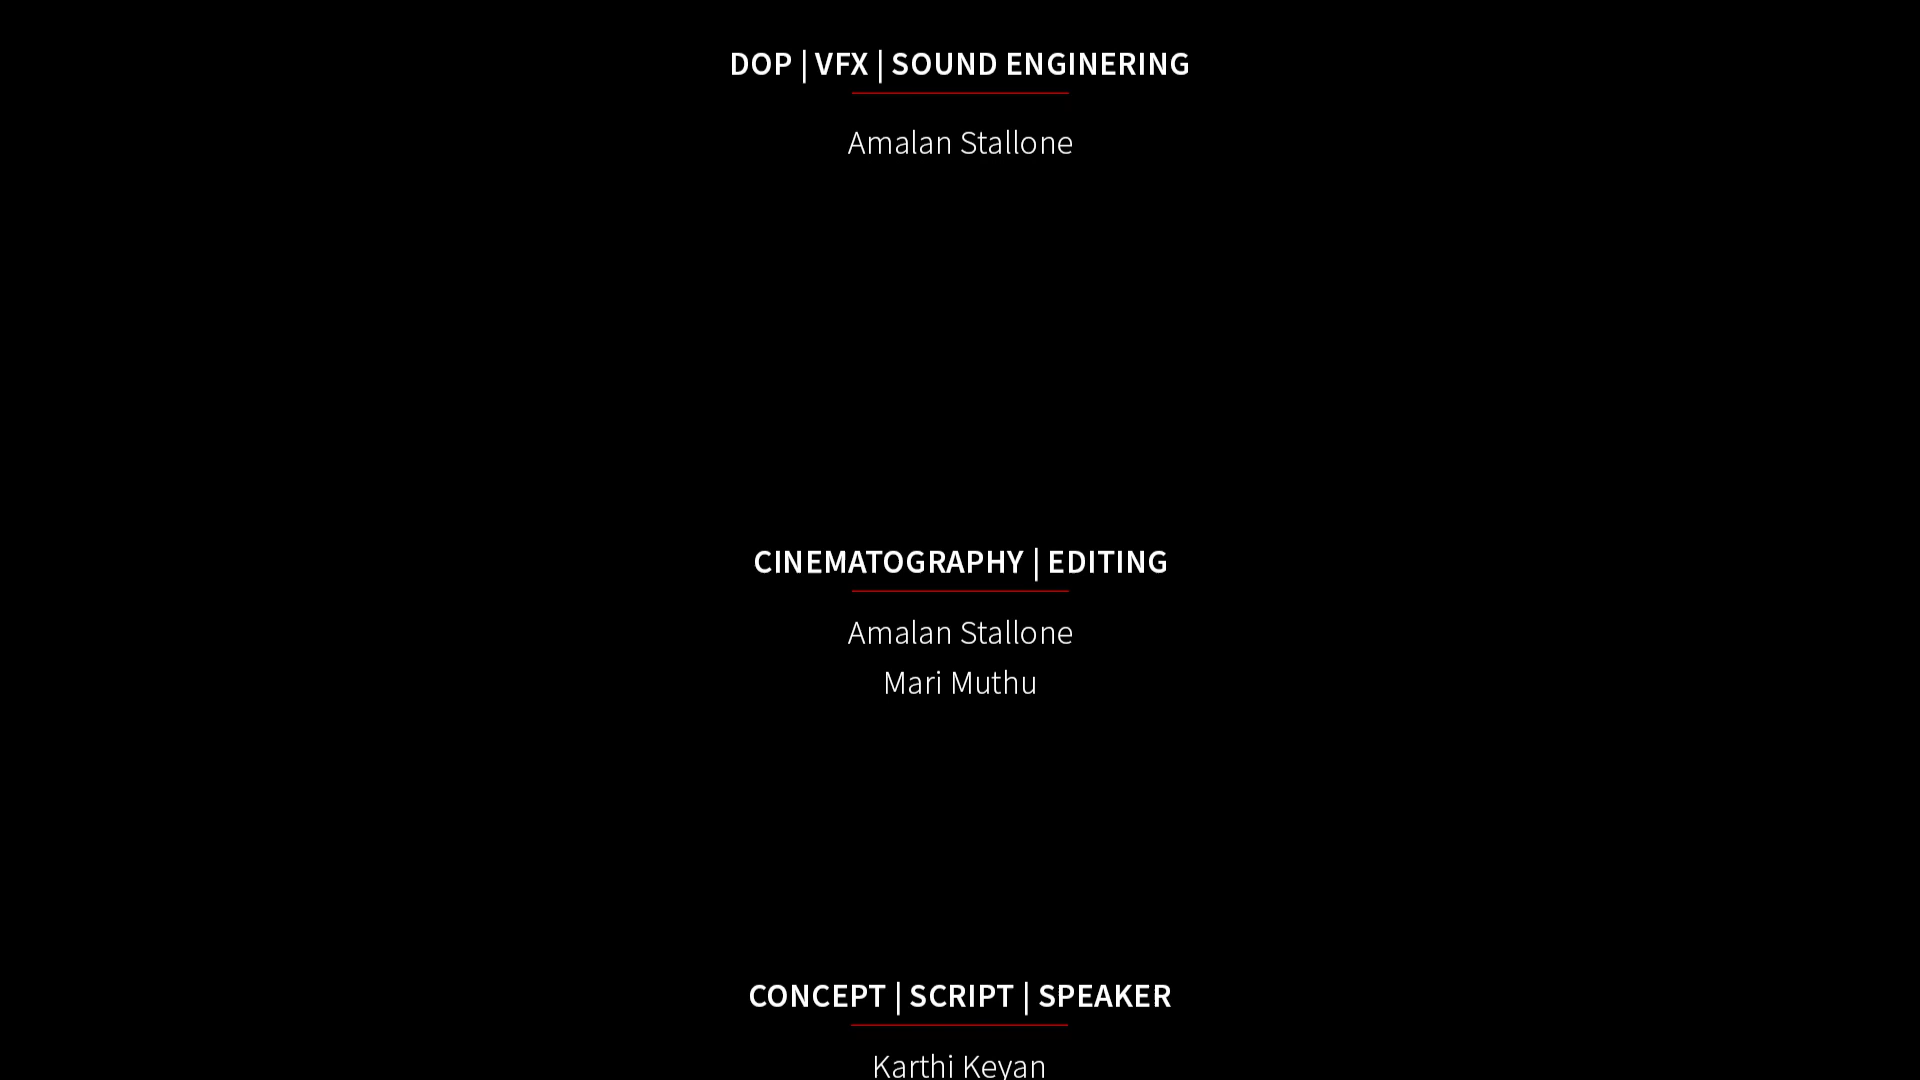 DOP | VFX | SOUND ENGINERING
Amalan Stallone
CINEMATOGRAPHY | EDITING
Amalan Stallone
Mari Muthu
CONCEPT | SCRIPT | SPEAKER
Karthi Keyan